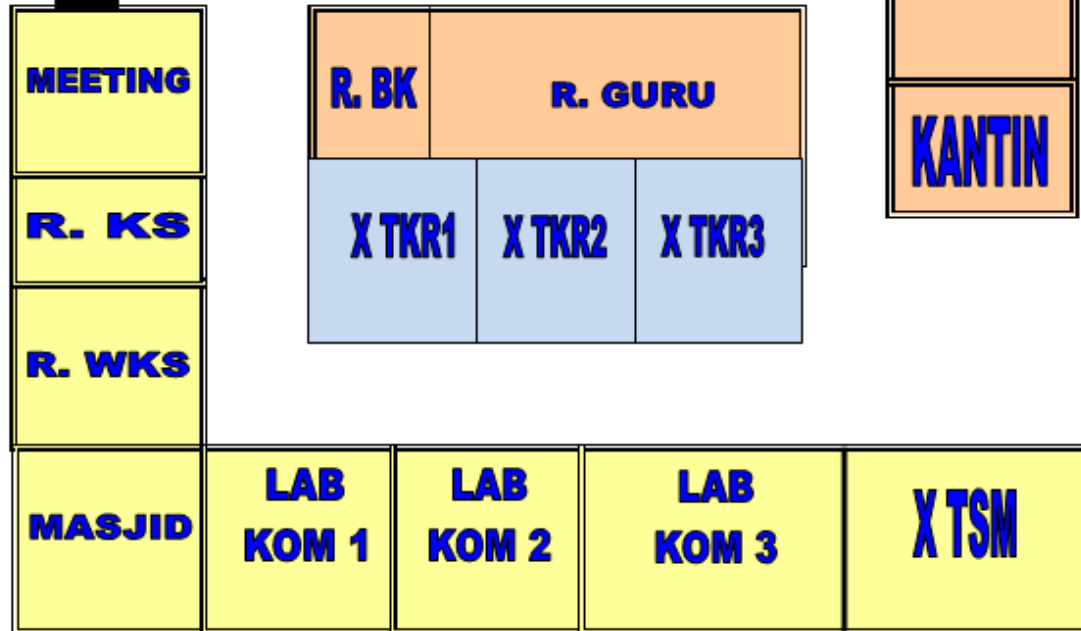 MEETING
R. BK
R. GURU
KANTIN
R. KS
X TKR1
X TKR2
X TKR3
R. WKS
MASJID
LAB
KOM 1
LAB
KOM 2
LAB
KOM 3
X TSM